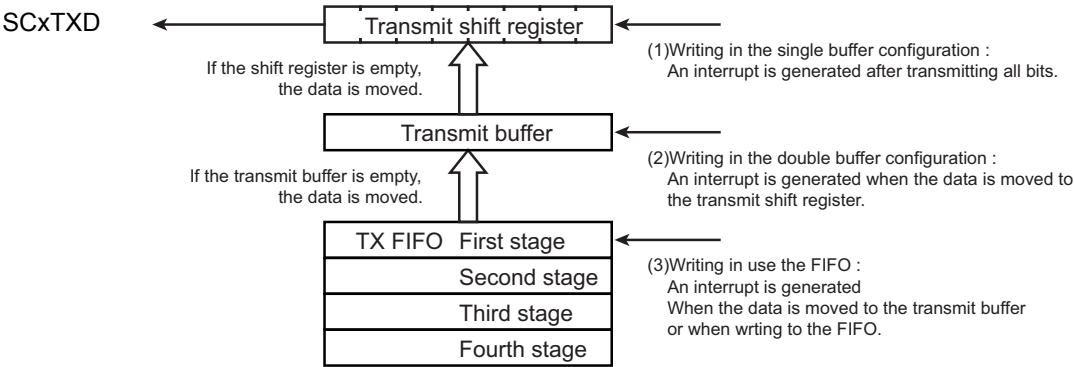 SCxTXD
Transmit shift register
(1)Writing in the single buffer configuration :
An interrupt is generated after transmitting all bits.
If the shift register is empty,
the data is moved.
Transmit buffer
(2)Writing in the double buffer configuration :
An interrupt is generated when the data is moved to
the transmit shift register.
If the transmit buffer is empty,
the data is moved.
TX FIFO First stage
Second stage
Third stage
Fourth stage
(3)Writing in use the FIFO :
An interrupt is generated
When the data is moved to the transmit buffer
or when wrting to the FIFO.